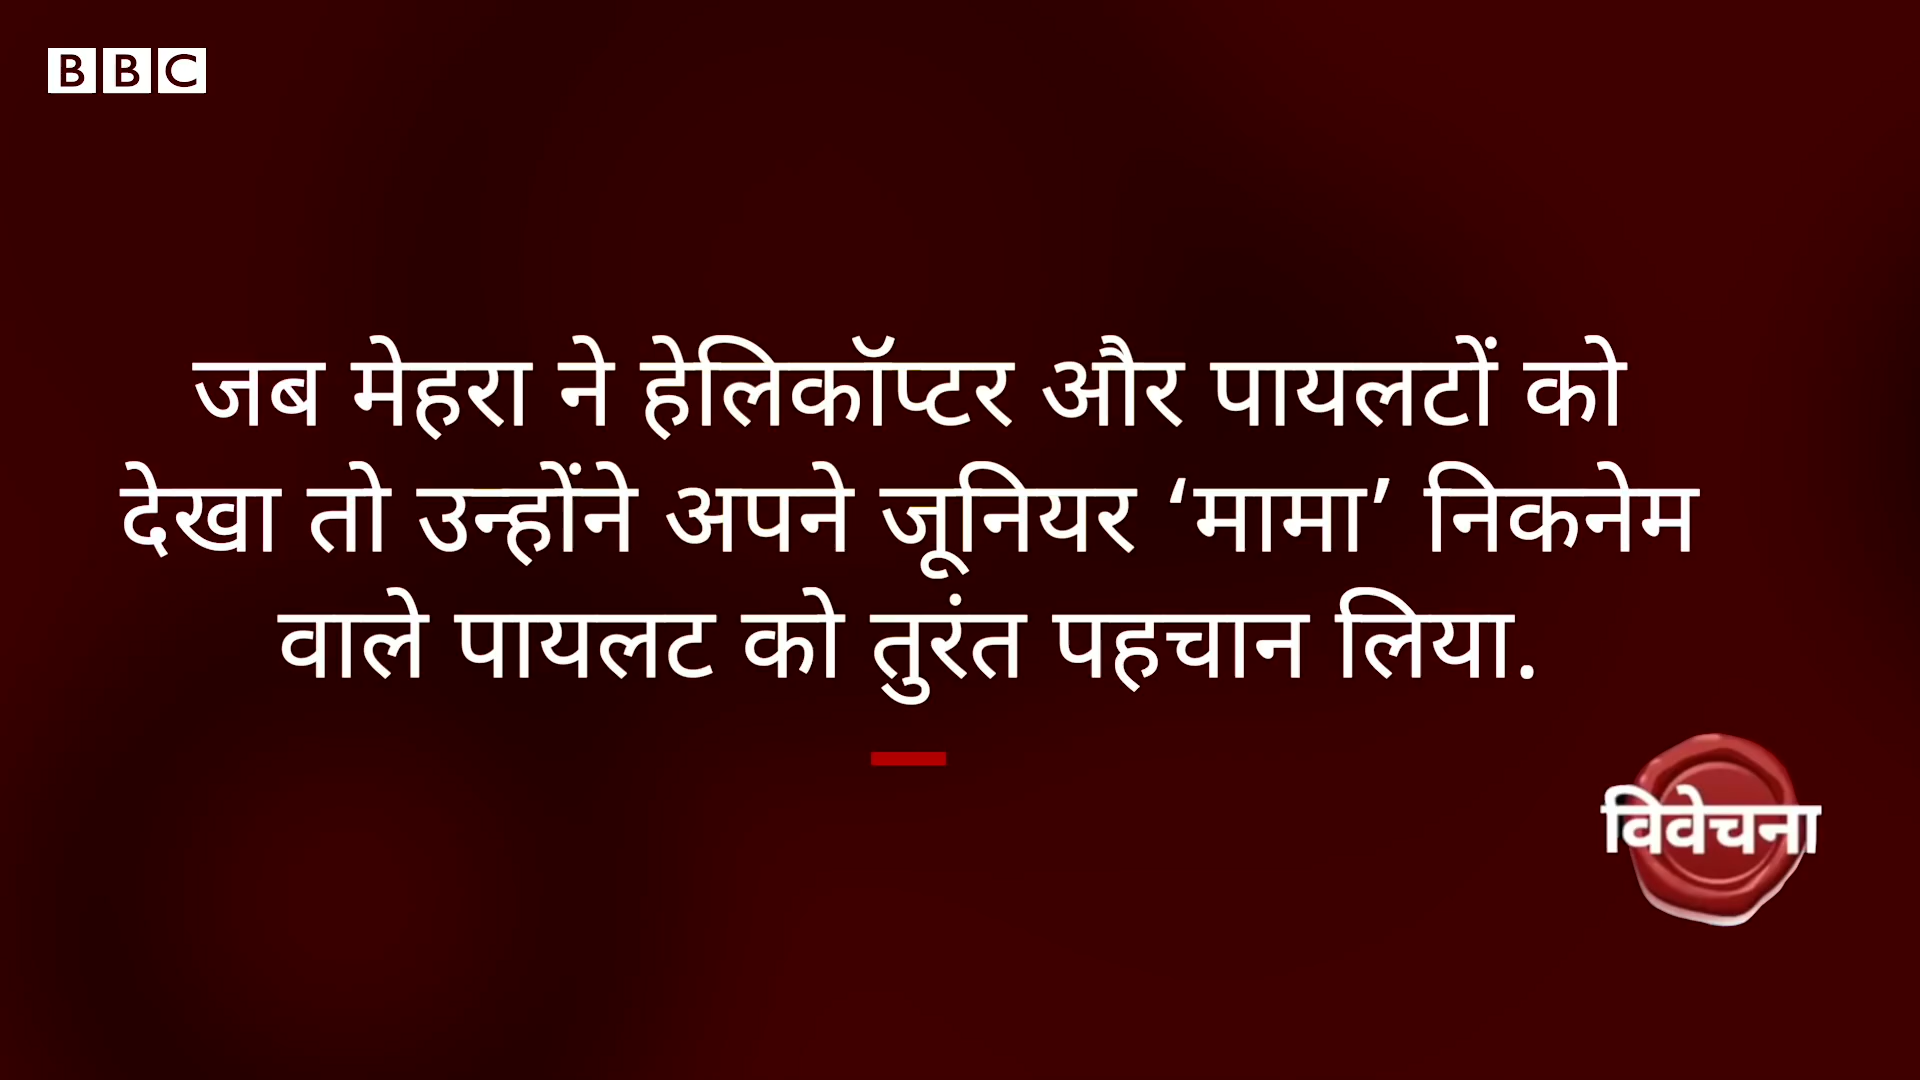 BBC
जब मेहरा ने हेलिकॉप्टर और पायलटों को
देखा तो उन्होंने अपने जूनियर ‘मामा’ निकनेम
वाले पायलट को तुरंत पहचान लिया.
विवेचना